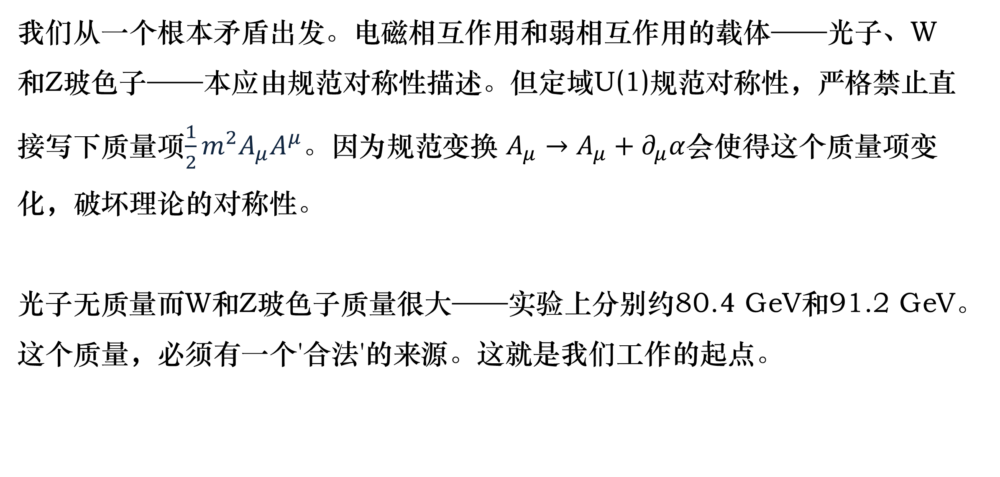 我们从一个根本矛盾出发。电磁相互作用和弱相互作用的载体——光子、W
和Z玻色子——本应由规范对称性描述。但定域U(1)规范对称性，严格禁止直
接写下质量项$\frac{1}{2}m^2A_\mu A^\mu$。因为规范变换 $A_\mu \to A_\mu + \partial_\mu\alpha$会使得这个质量项变
化，破坏理论的对称性。
光子无质量而W和Z玻色子质量很大——实验上分别约80.4 GeV和91.2 GeV。
这个质量，必须有一个'合法'的来源。这就是我们工作的起点。